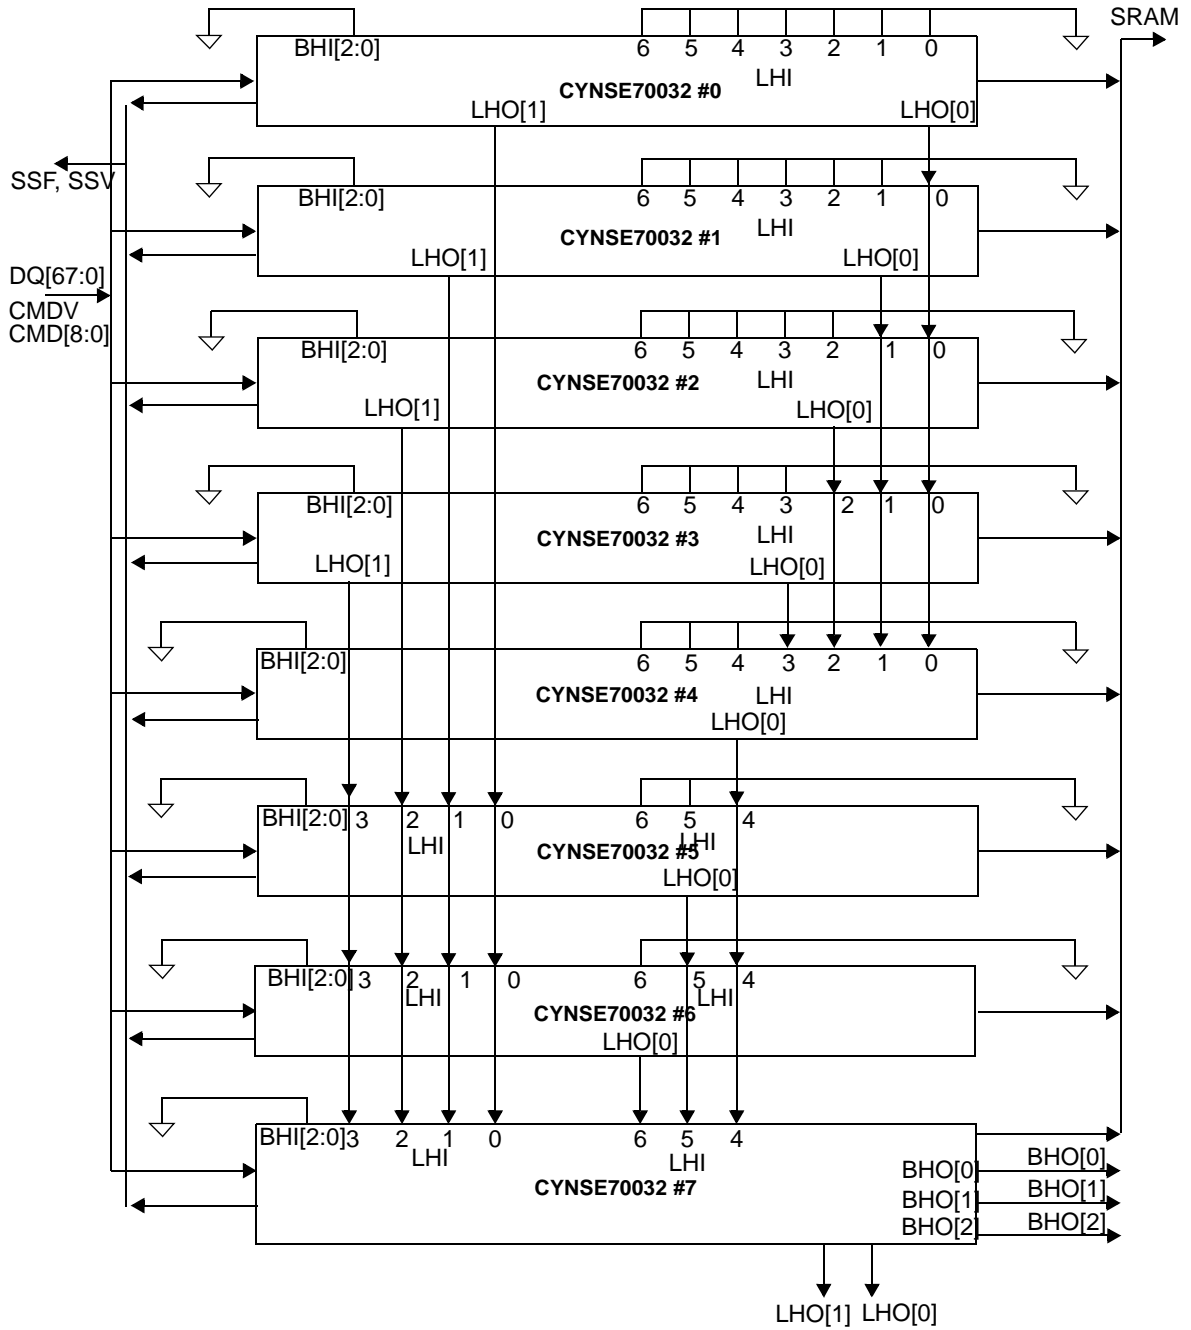 SRAM
BHI[2:0] 6 5 4 3 2 1 0
LHI
CYNSE70032 #0
LHO[1] LHO[0]
SSF, SSV
BHI[2:0] 6 5 4 3 2 1 0
LHI
CYNSE70032 #1
LHO[1] LHO[0]
DQ[67:0]
CMDV
CMD[8:0]
BHI[2:0] 6 5 4 3 2 1 0
LHI
CYNSE70032 #2
LHO[1] LHO[0]
BHI[2:0] 6 5 4 3 2 1 0
LHI
CYNSE70032 #3
LHO[1] LHO[0]
BHI[2:0] 6 5 4 3 2 1 0
CYNSE70032 #4 LHI
LHO[0]
BHI[2:0] 3 2 1 0 6 5 4
LHI LHI
CYNSE70032 #5
LHO[0]
BHI[2:0] 3 2 1 0 6 5 4
LHI LHI
CYNSE70032 #6
LHO[0]
BHI[2:0] 3 2 1 0 6 5 4
LHI LHI
CYNSE70032 #7
BHO[0] BHO[0]
BHO[1] BHO[1]
BHO[2] BHO[2]
LHO[1] LHO[0]